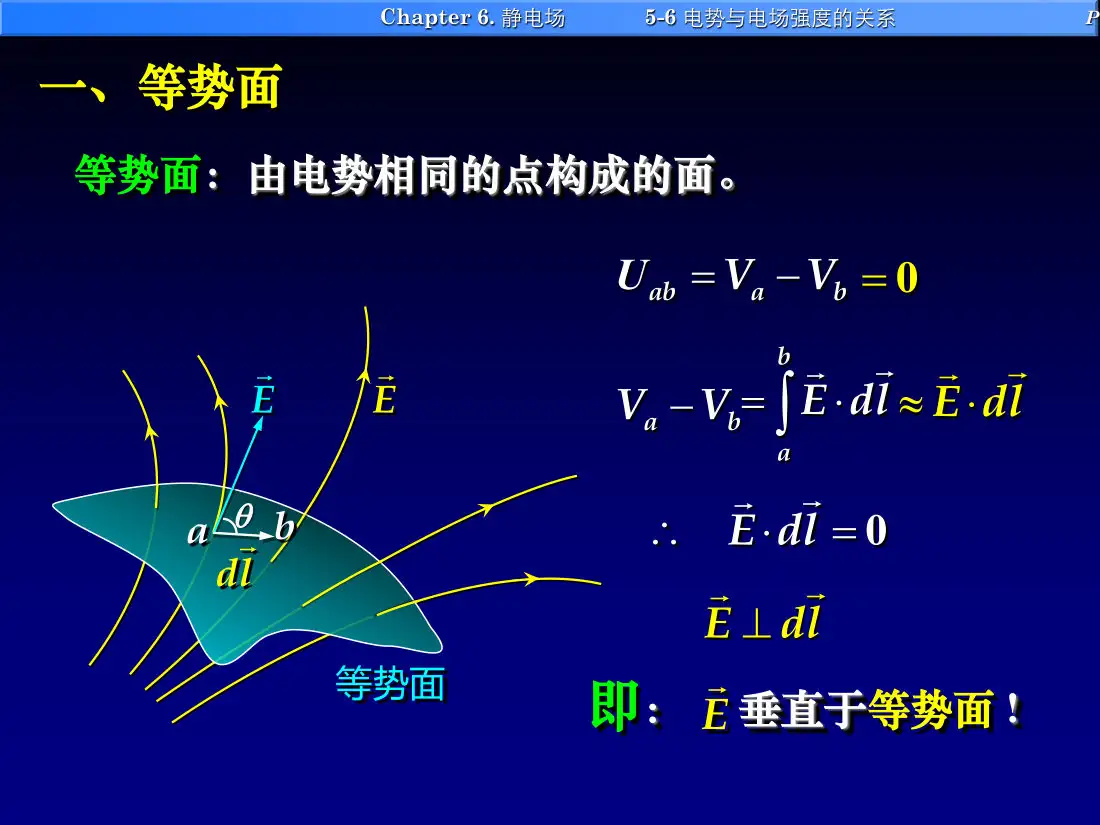 Chapter 6. 静电场 5-6 电势与电场强度的关系 P
一、等势面
等势面：由电势相同的点构成的面。
U_ab = V_a − V_b = 0
V_a − V_b = ∫_a^b E⃗ · dl⃗ ≈ E⃗ · dl⃗
∴ E⃗ · dl⃗ = 0
E⃗ ⊥ dl⃗
即： E⃗ 垂直于等势面！
E⃗ E⃗
a θ b
dl⃗
等势面